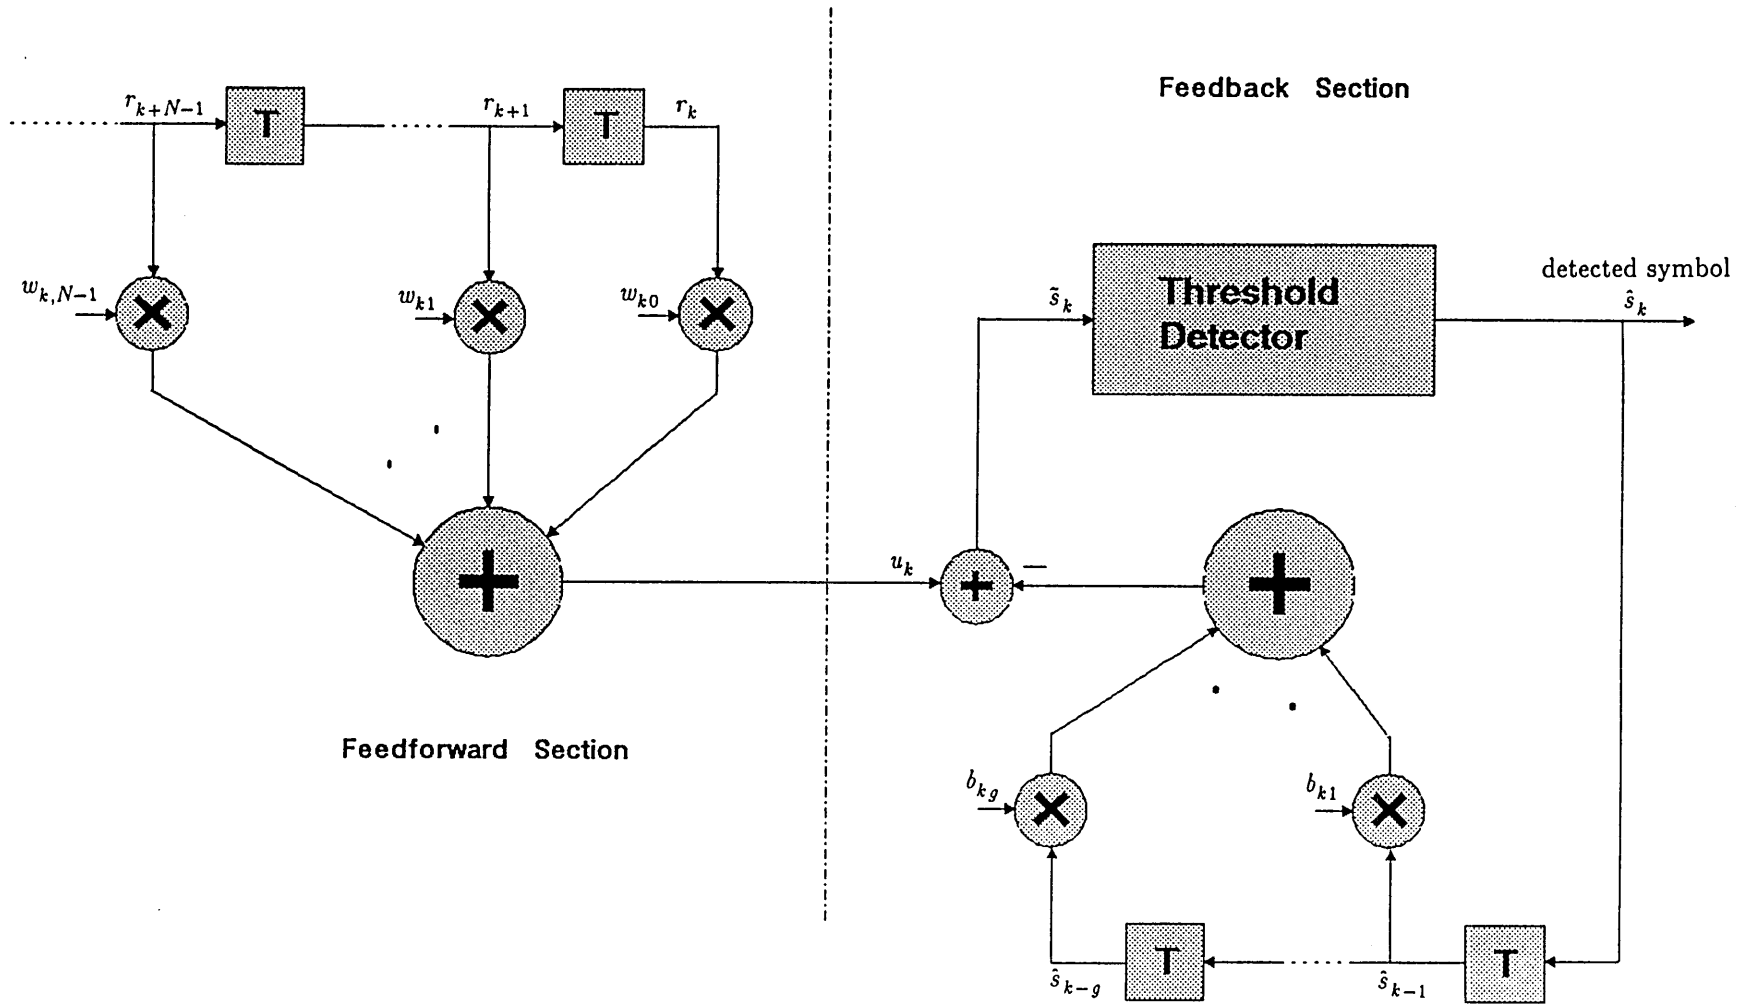 Feedback Section
r_{k+N-1} T r_{k+1} T r_k
w_{k,N-1} × w_{k1} × w_{k0} ×
detected symbol
s̃_k Threshold Detector ŝ_k
+ u_k + − +
Feedforward Section
b_{kg} × b_{k1} ×
ŝ_{k-g} T ŝ_{k-1} T